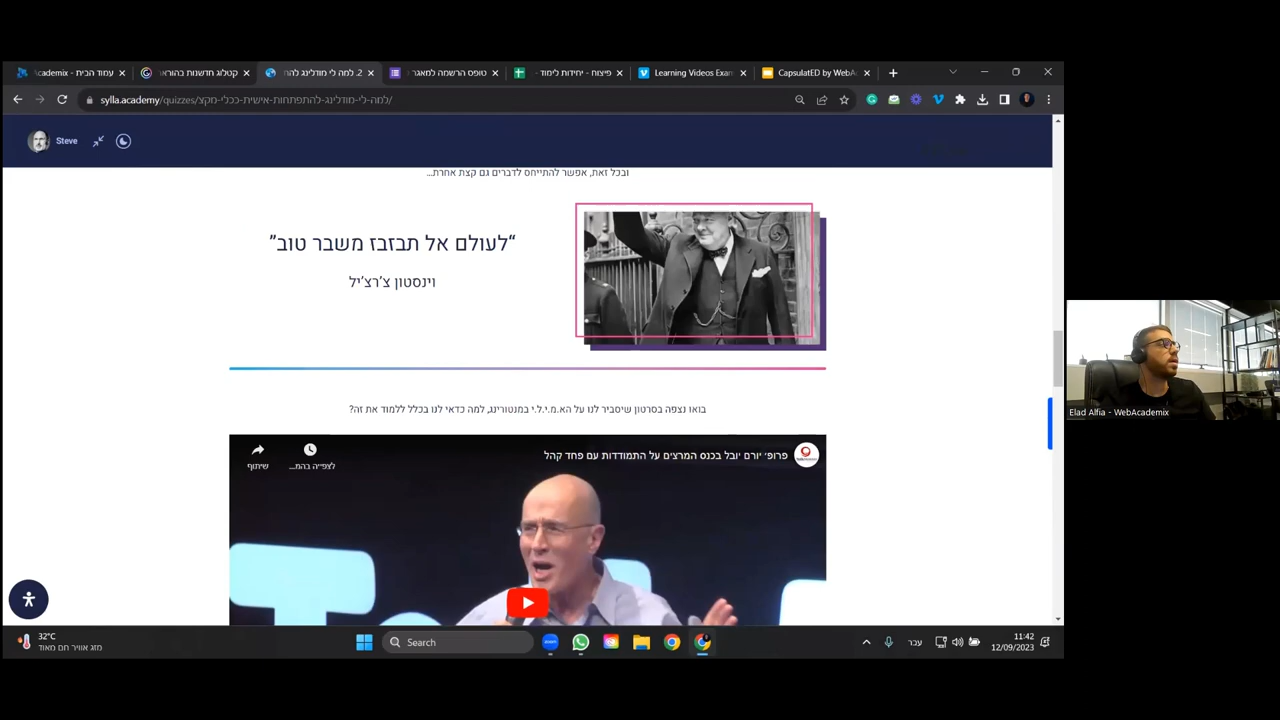 עמוד הבית - Academix
קטלוג חדשנות בהורא
2. למה לי מודלינג להת
טופס הרשמה למאגר
פיצוח - יחידות לימוד
Learning Videos Exam
CapsulatED by WebA
sylla.academy/quizzes/למה-לי-מודלינג-להתפתחות-אישית-ככלי-מקצ/
Steve
ובכל זאת, אפשר להתייחס לדברים גם קצת אחרת...
“לעולם אל תבזבז משבר טוב”
וינסטון צ’רצ’יל
בואו נצפה בסרטון שיסביר לנו על הא.מ.י.ל.י במנטורינג, למה כדאי לנו בכלל ללמוד את זה?
פרופ׳ יורם יובל בכנס המרצים על התמודדות עם פחד קהל
לצפייה בהמ...
שיתוף
Elad Alfia - WebAcademix
32°C
מזג אוויר חם מאוד
Search
zoom
עבר
11:42
12/09/2023